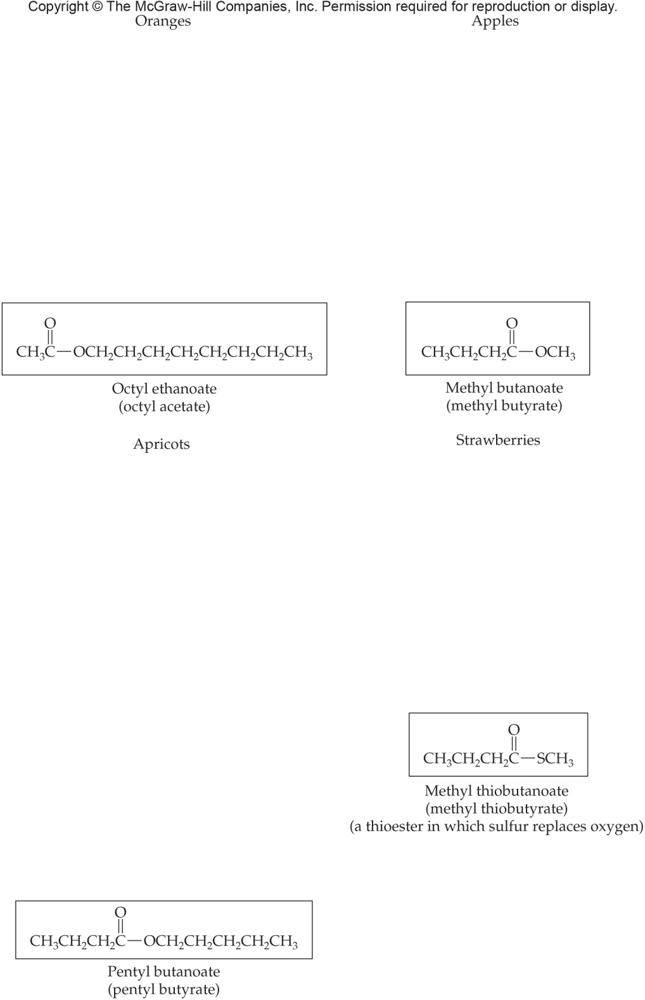 Copyright © The McGraw-Hill Companies, Inc. Permission required for reproduction or display.
Oranges
Apples
O
CH₃C—OCH₂CH₂CH₂CH₂CH₂CH₂CH₂CH₃
Octyl ethanoate
(octyl acetate)
O
CH₃CH₂CH₂C—OCH₃
Methyl butanoate
(methyl butyrate)
Apricots
Strawberries
O
CH₃CH₂CH₂C—SCH₃
Methyl thiobutanoate
(methyl thiobutyrate)
(a thioester in which sulfur replaces oxygen)
O
CH₃CH₂CH₂C—OCH₂CH₂CH₂CH₂CH₃
Pentyl butanoate
(pentyl butyrate)